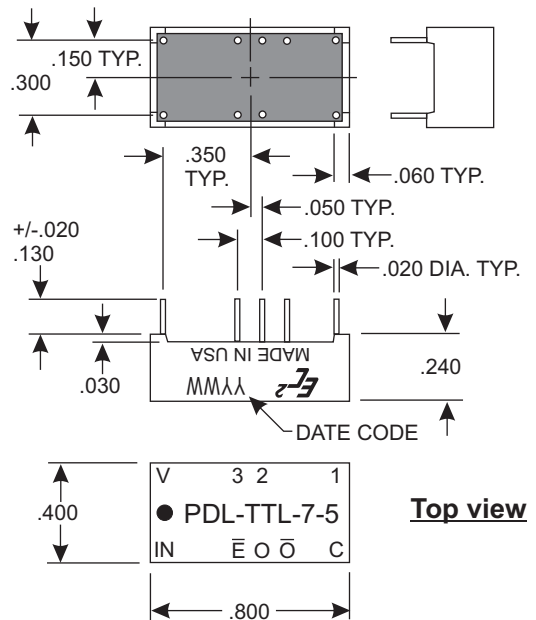 .150 TYP.
.300
.350
TYP.
.060 TYP.
.050 TYP.
.100 TYP.
+/-.020
.130
.020 DIA. TYP.
MADE IN USA
.030
YYWW
EC²
.240
DATE CODE
V 3 2 1
.400
PDL-TTL-7-5
Top view
IN E̅ O O̅ C
.800